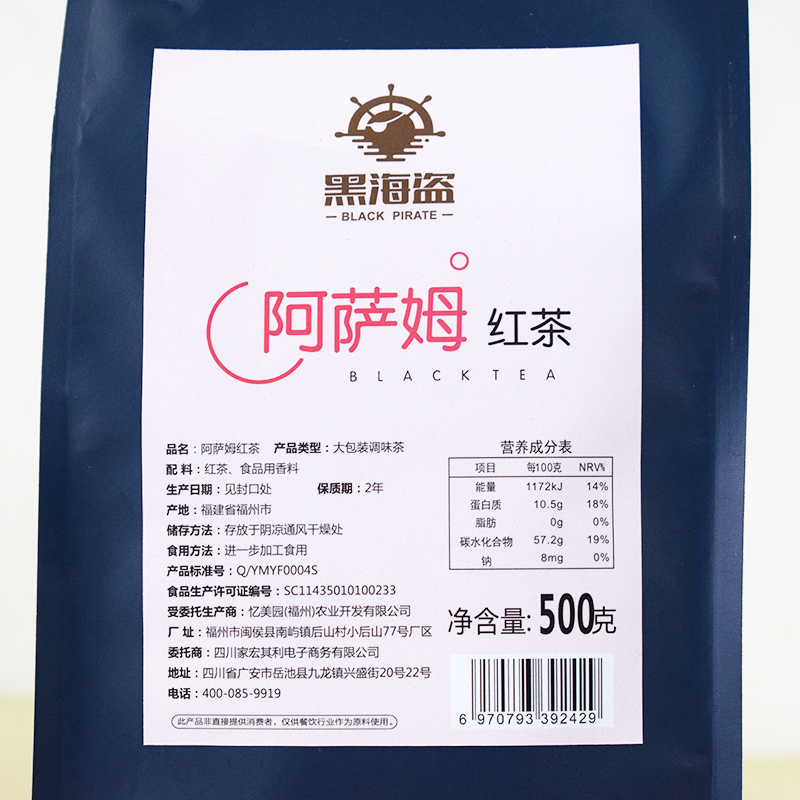 黑海盗
BLACK PIRATE
阿萨姆 红茶
BLACKTEA
品名：阿萨姆红茶 产品类型：大包装调味茶
配料：红茶、食品用香料
生产日期：见封口处 保质期：2年
产地：福建省福州市
储存方法：存放于阴凉通风干燥处
食用方法：进一步加工食用
产品标准号：Q/YMYF0004S
食品生产许可证编号：SC11435010100233
受委托生产商：忆美园(福州)农业开发有限公司
厂址：福州市闽侯县南屿镇后山村小后山77号厂区
委托商：四川家宏其利电子商务有限公司
地址：四川省广安市岳池县九龙镇兴盛街20号22号
电话：400-085-9919
此产品非直接提供消费者，仅供餐饮行业作为原料使用。
营养成分表
项目 每100克 NRV%
能量 1172kJ 14%
蛋白质 10.5g 18%
脂肪 0g 0%
碳水化合物 57.2g 19%
钠 8mg 0%
净含量：500克
6 970793 392429